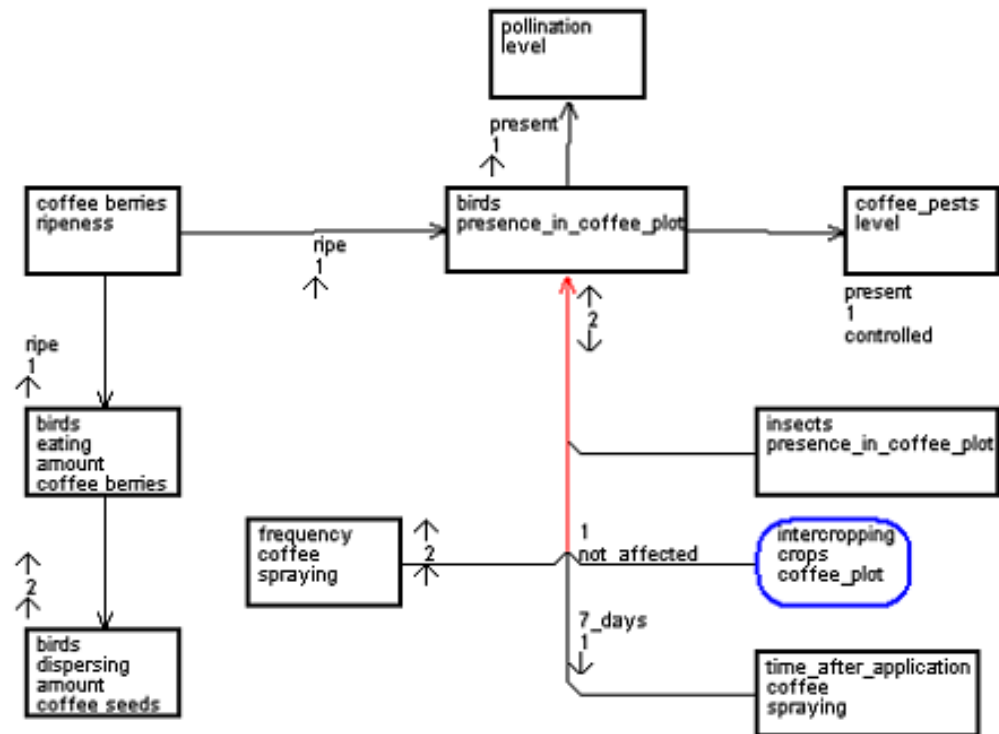 pollination
level
present
1
coffee berries
ripeness
birds
presence_in_coffee_plot
coffee_pests
level
ripe
1
2
present
1
controlled
ripe
1
birds
eating
amount
coffee berries
insects
presence_in_coffee_plot
frequency
coffee
spraying
2
1
not_affected
intercropping
crops
coffee_plot
2
7_days
1
birds
dispersing
amount
coffee seeds
time_after_application
coffee
spraying